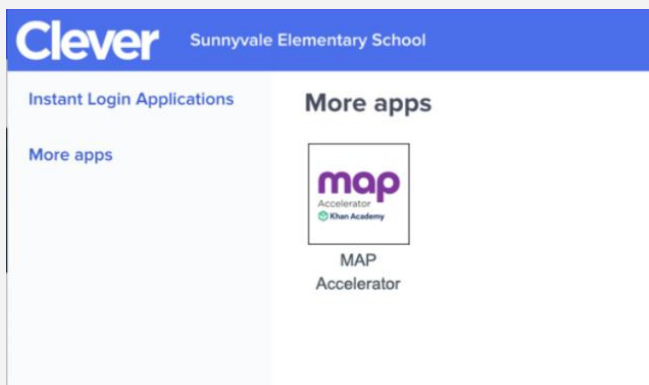 Clever Sunnyvale Elementary School
Instant Login Applications
More apps
More apps
map
Accelerator
Khan Academy
MAP
Accelerator